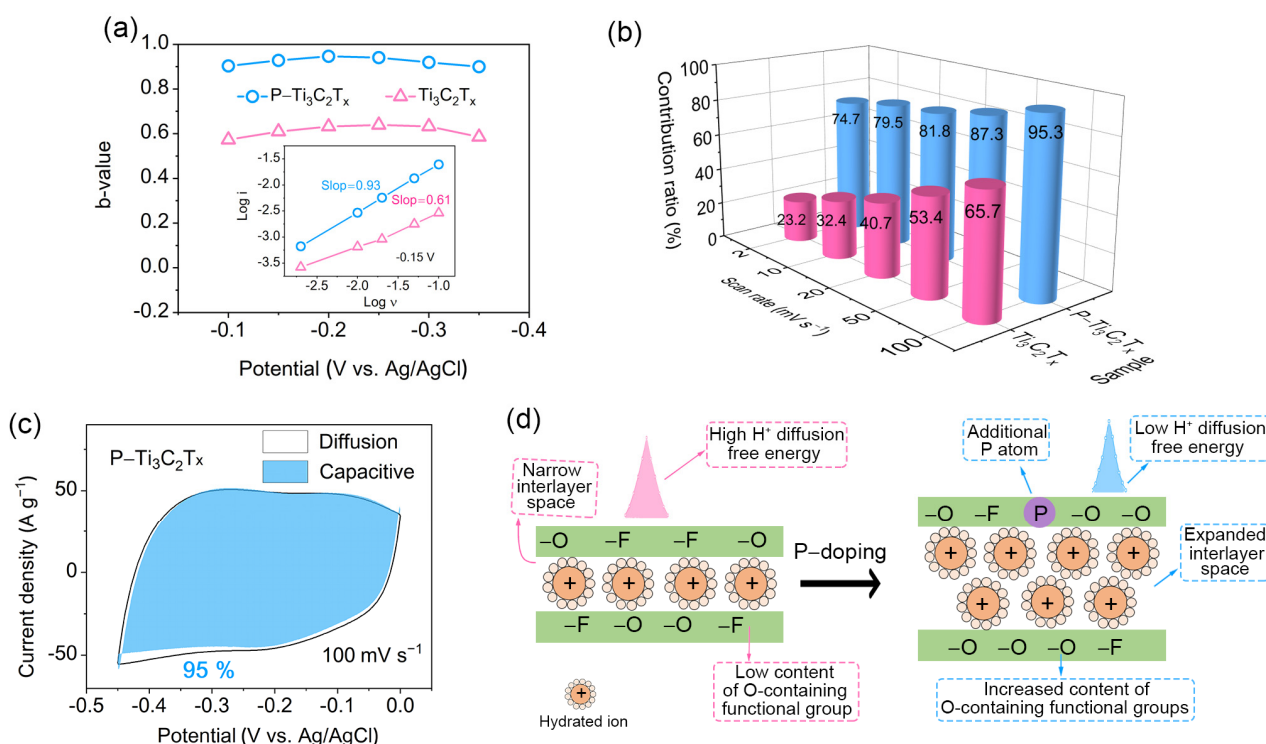 (a)
1.0
0.8
0.6
0.4
0.2
0.0
-0.2
b-value
P–Ti₃C₂Tₓ
Ti₃C₂Tₓ
-1.5
-2.0
-2.5
-3.0
-3.5
Log i
Slop=0.93
Slop=0.61
-0.15 V
-2.5 -2.0 -1.5 -1.0
Log ν
-0.1 -0.2 -0.3 -0.4
Potential (V vs. Ag/AgCl)
(b)
100
80
60
40
20
0
Contribution ratio (%)
74.7 79.5 81.8 87.3 95.3
23.2 32.4 40.7 53.4 65.7
2
10
20
50
100
Scan rate (mV s⁻¹)
P–Ti₃C₂Tₓ
Ti₃C₂Tₓ
Sample
(c)
P–Ti₃C₂Tx
Diffusion
Capacitive
50
0
-50
Current density (A g⁻¹)
95 %
100 mV s⁻¹
-0.5 -0.4 -0.3 -0.2 -0.1 0.0
Potential (V vs. Ag/AgCl)
(d)
High H⁺ diffusion
free energy
Narrow
interlayer
space
–O –F –F –O
+ + + +
–F –O –O –F
Low content
of O-containing
functional group
+
Hydrated ion
P–doping
Additional
P atom
Low H⁺ diffusion
free energy
–O –F P –O –O
+ + + +
+ + +
Expanded
interlayer
space
–O –O –O –F
Increased content of
O-containing functional groups